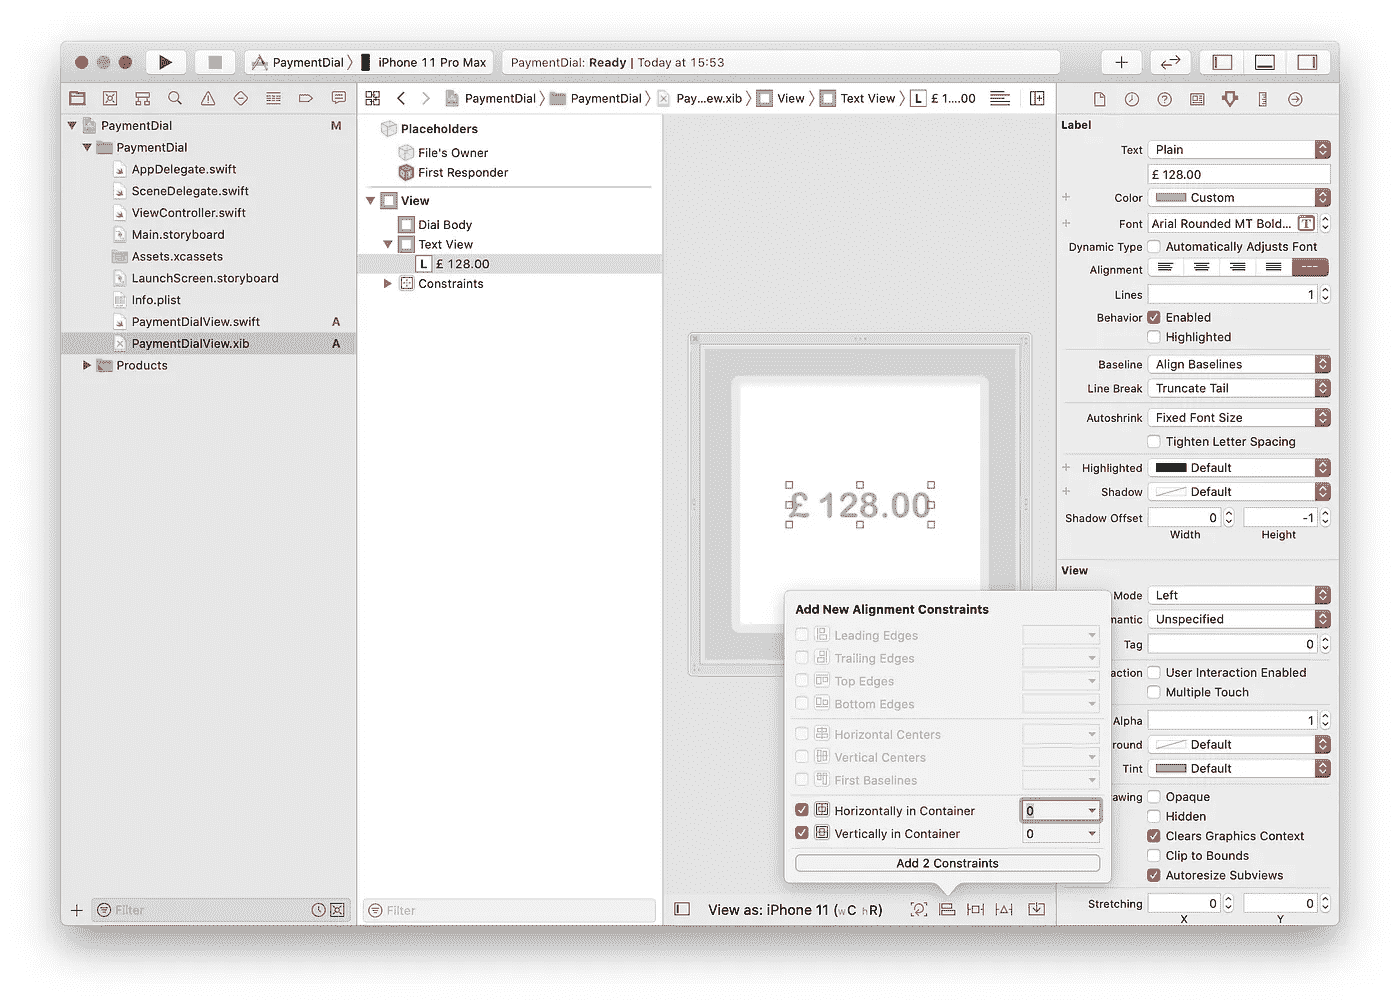 PaymentDial 〉 iPhone 11 Pro Max
PaymentDial: Ready | Today at 15:53
PaymentDial 〉 PaymentDial 〉 Pay...ew.xib 〉 View 〉 Text View 〉 L £ 1....00
PaymentDial M
PaymentDial
AppDelegate.swift
SceneDelegate.swift
ViewController.swift
Main.storyboard
Assets.xcassets
LaunchScreen.storyboard
Info.plist
PaymentDialView.swift A
PaymentDialView.xib A
Products
Filter
Placeholders
File's Owner
First Responder
View
Dial Body
Text View
L £ 128.00
Constraints
Filter
£ 128.00
Add New Alignment Constraints
Leading Edges
Trailing Edges
Top Edges
Bottom Edges
Horizontal Centers
Vertical Centers
First Baselines
Horizontally in Container 0
Vertically in Container 0
Add 2 Constraints
View as: iPhone 11 (wC hR)
Label
Text Plain
£ 128.00
Color Custom
Font Arial Rounded MT Bold... T
Dynamic Type Automatically Adjusts Font
Alignment
Lines 1
Behavior Enabled
Highlighted
Baseline Align Baselines
Line Break Truncate Tail
Autoshrink Fixed Font Size
Tighten Letter Spacing
Highlighted Default
Shadow Default
Shadow Offset 0 -1
Width Height
View
Mode Left
mantic Unspecified
Tag 0
action User Interaction Enabled
Multiple Touch
Alpha 1
round Default
Tint Default
awing Opaque
Hidden
Clears Graphics Context
Clip to Bounds
Autoresize Subviews
Stretching 0 0
X Y